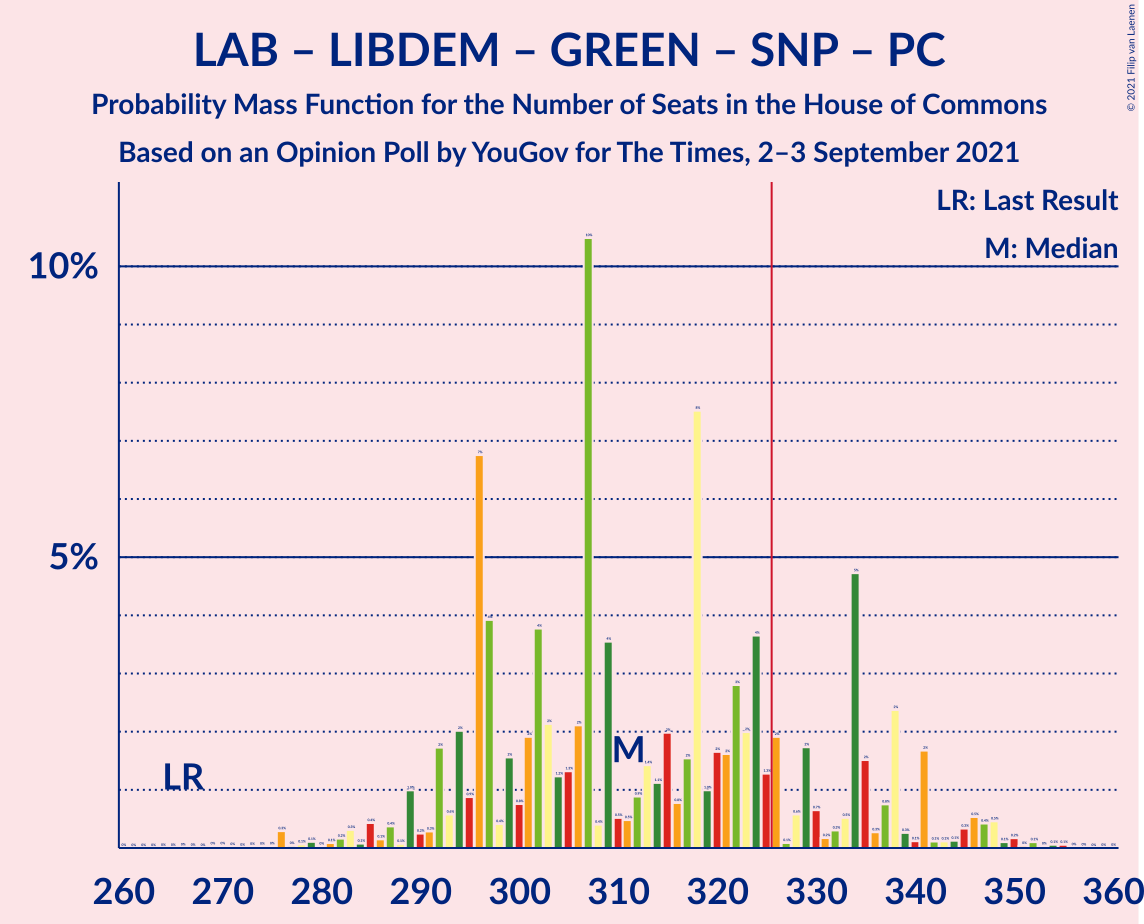 LAB – LIBDEM – GREEN – SNP – PC
Probability Mass Function for the Number of Seats in the House of Commons
Based on an Opinion Poll by YouGov for The Times, 2–3 September 2021
© 2021 Filip van Laenen
LR: Last Result
M: Median
10%
5%
LR
M
260 270 280 290 300 310 320 330 340 350 360